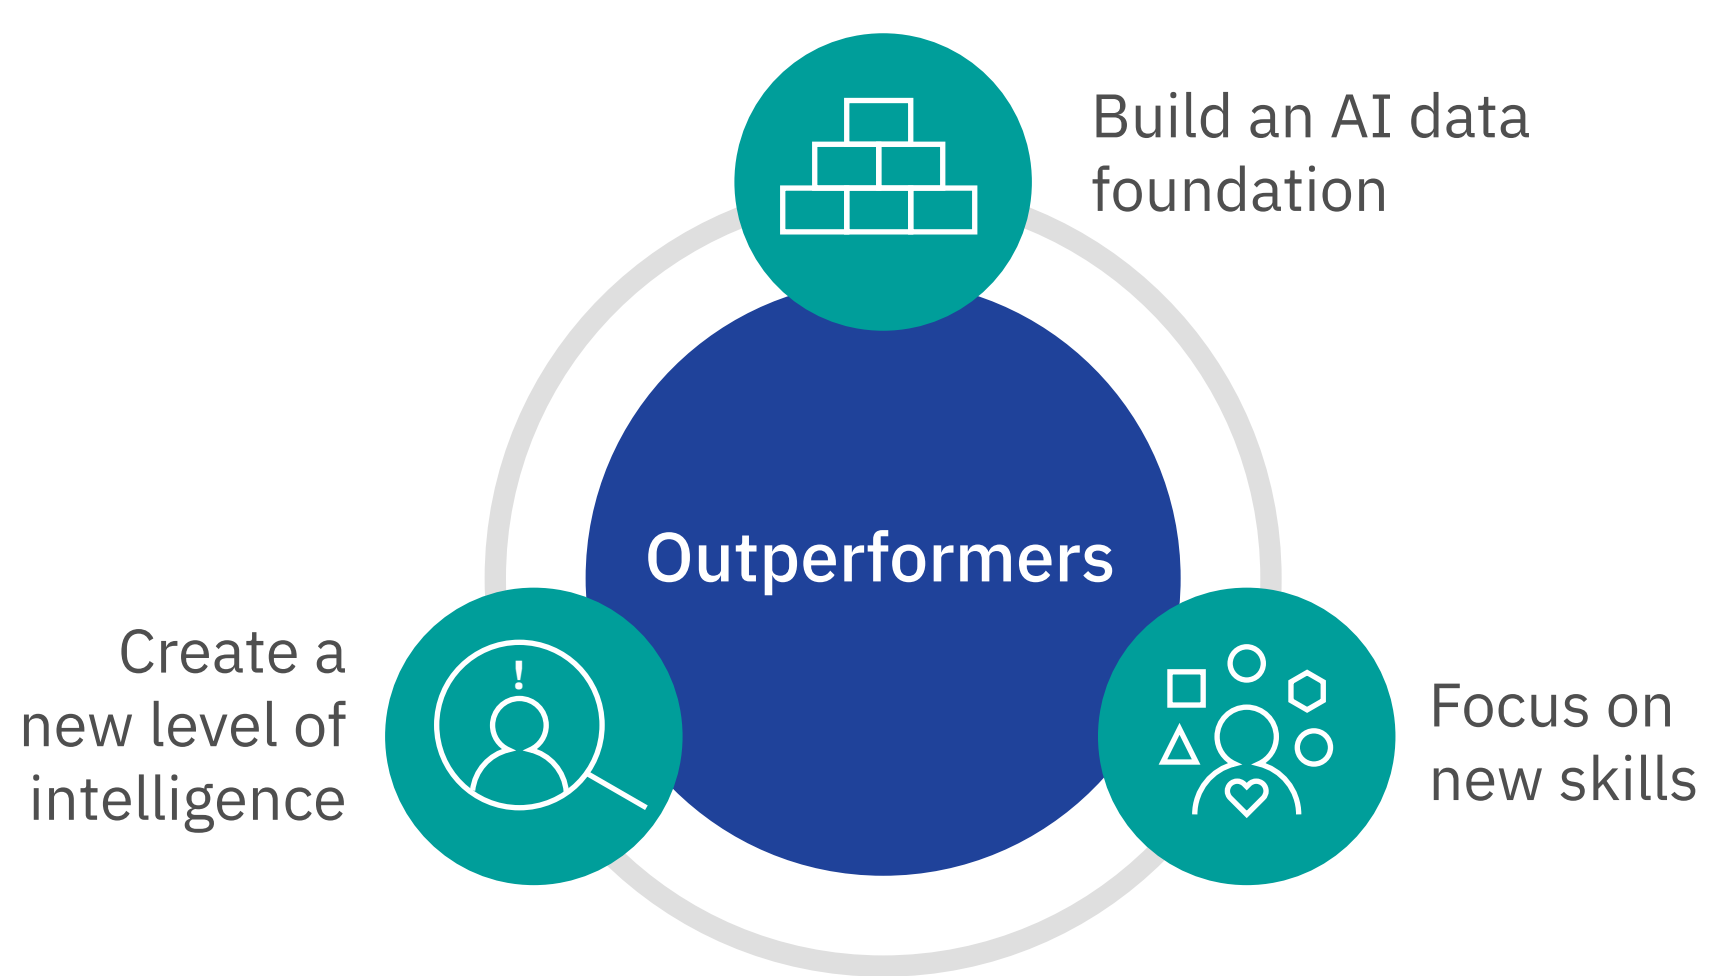 Build an AI data
foundation
Outperformers
Create a
new level of
intelligence
!
Focus on
new skills